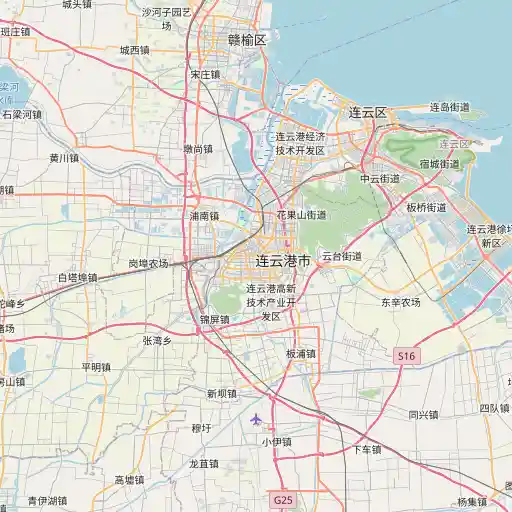 城头镇
沙河子园艺
场
班庄镇
城西镇
赣榆区
宋庄镇
石梁河镇
连云区
连岛街道
连云港经济
技术开发区
连云区
墩尚镇
黄川镇
宿城街道
中云街道
浦南镇
花果山街道
板桥街道
连云港徐圩
新区
岗埠农场
连云港市
云台街道
白塔埠镇
连云港高新
技术产业开
发区
东辛农场
锦屏镇
张湾乡
板浦镇
S16
平明镇
房山镇
新坝镇
同兴镇
四队镇
穆圩
小伊镇
下车镇
龙苴镇
高墟镇
青伊湖镇
G25
杨集镇